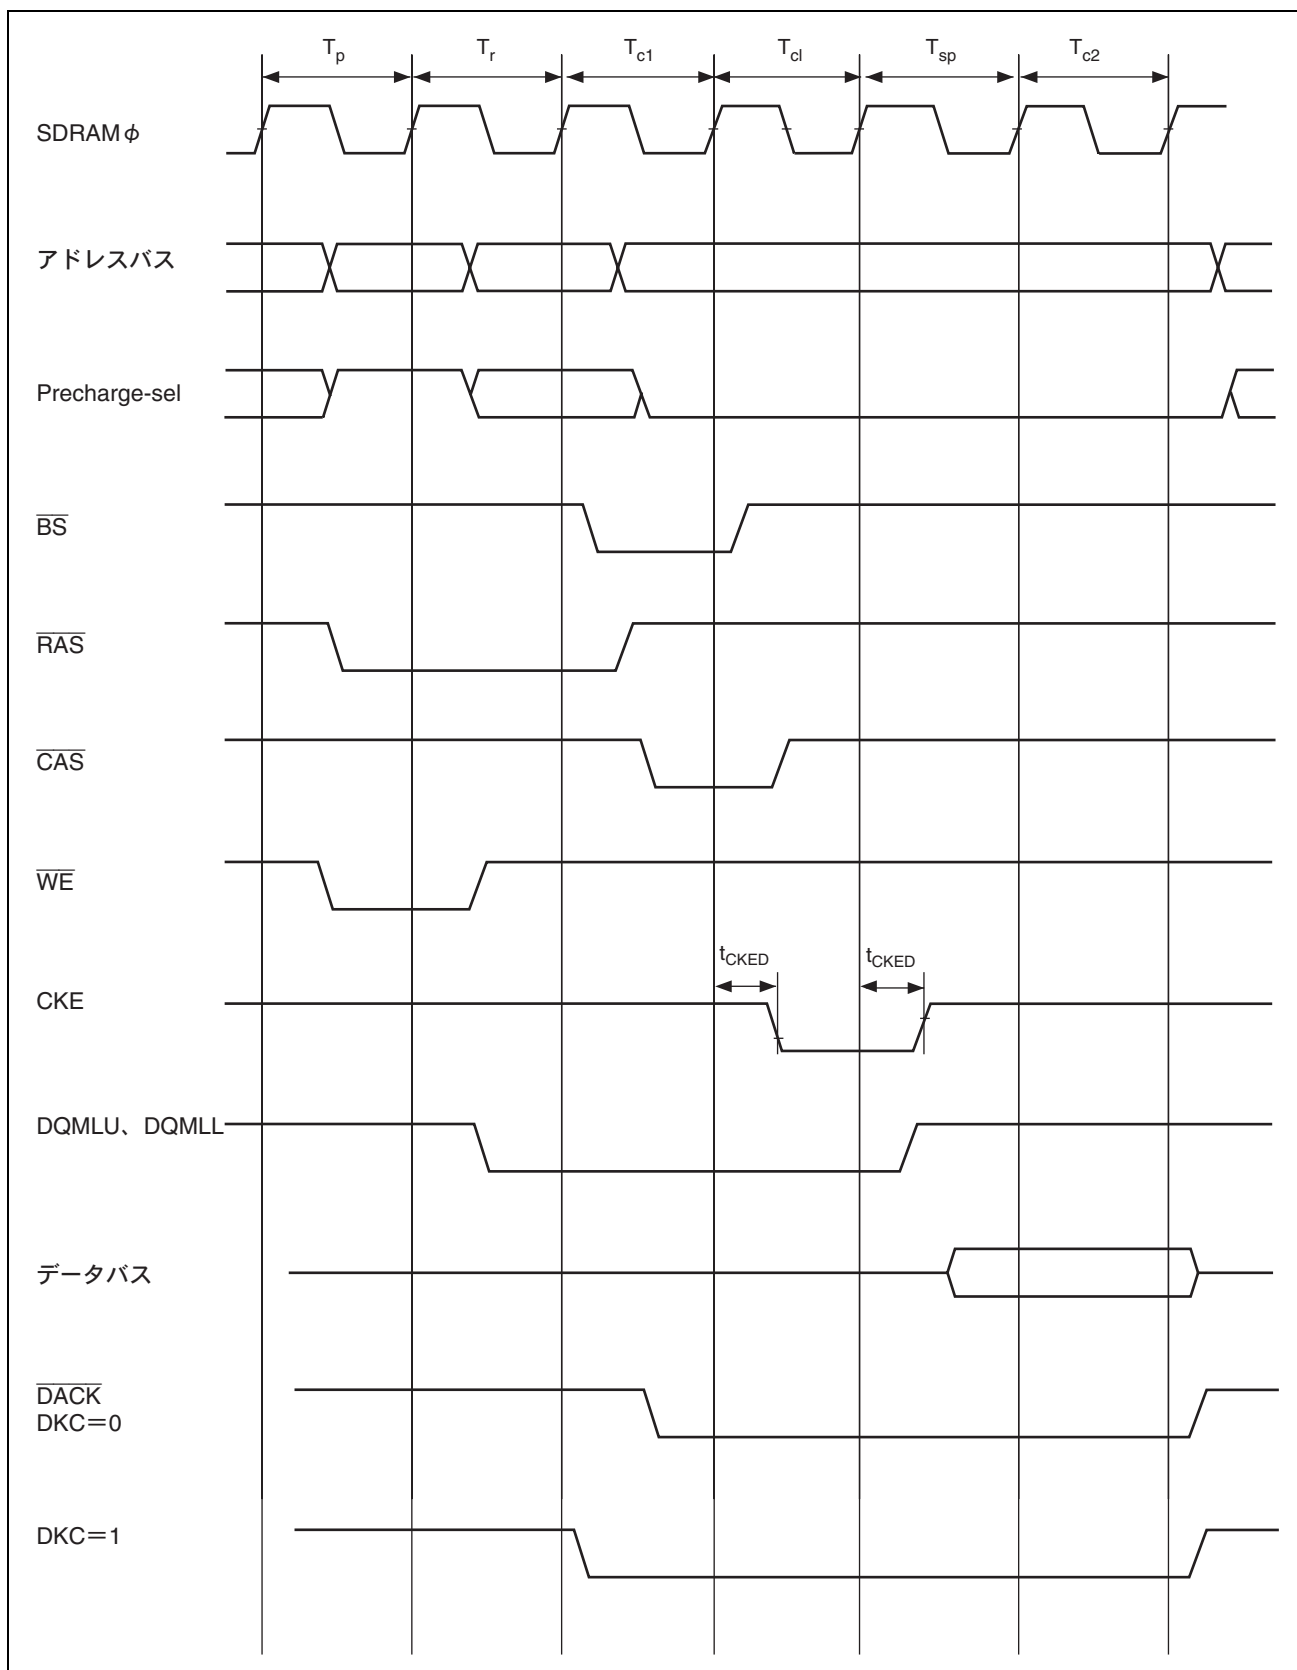 Tp Tr Tc1 Tcl Tsp Tc2
SDRAMφ
アドレスバス
Precharge-sel
BS
RAS
CAS
WE
tCKED tCKED
CKE
DQMLU、DQMLL
データバス
DACK
DKC=0
DKC=1